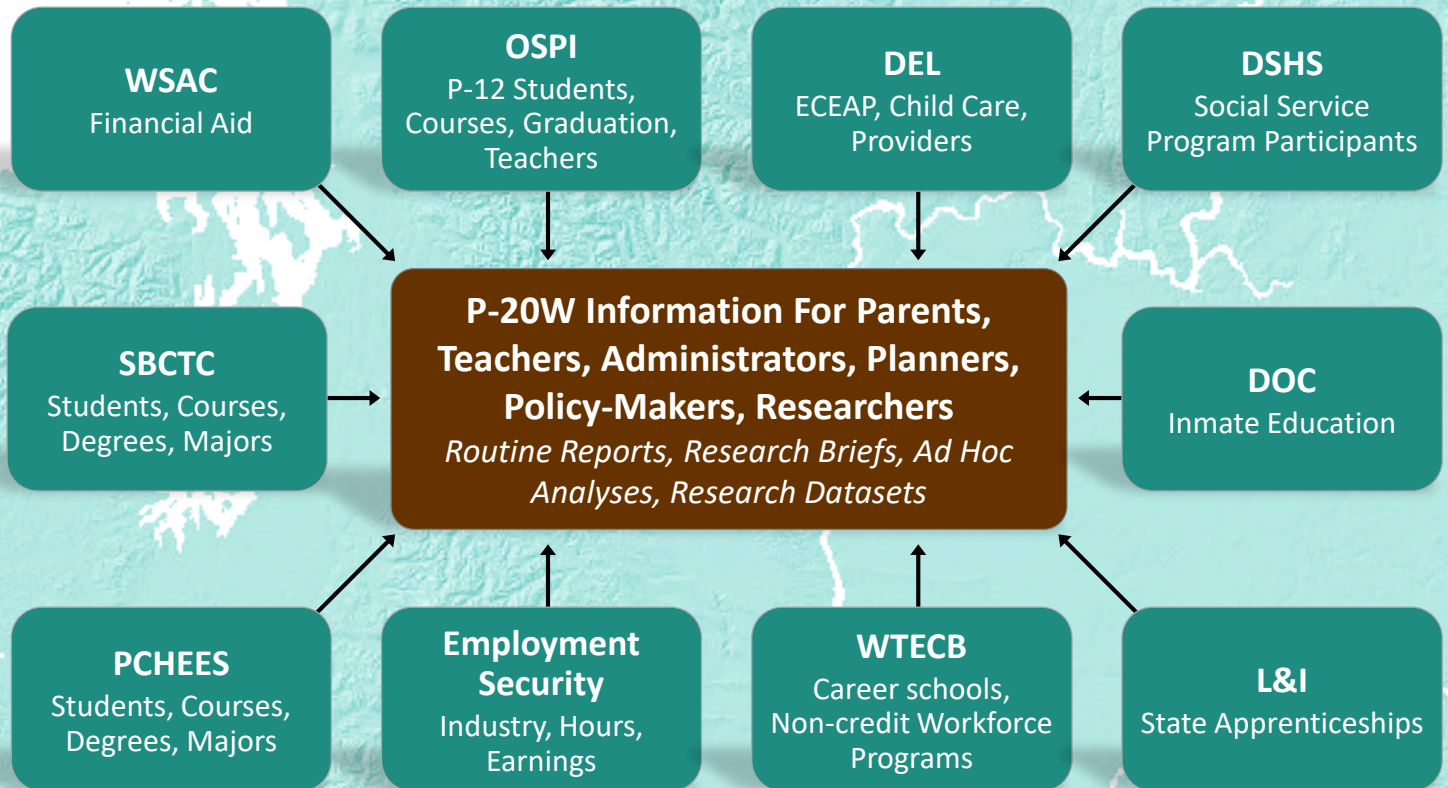 WSAC
Financial Aid
OSPI
P-12 Students,
Courses, Graduation,
Teachers
DEL
ECEAP, Child Care,
Providers
DSHS
Social Service
Program Participants
SBCTC
Students, Courses,
Degrees, Majors
P-20W Information For Parents,
Teachers, Administrators, Planners,
Policy-Makers, Researchers
Routine Reports, Research Briefs, Ad Hoc
Analyses, Research Datasets
DOC
Inmate Education
PCHEES
Students, Courses,
Degrees, Majors
Employment
Security
Industry, Hours,
Earnings
WTECB
Career schools,
Non-credit Workforce
Programs
L&I
State Apprenticeships